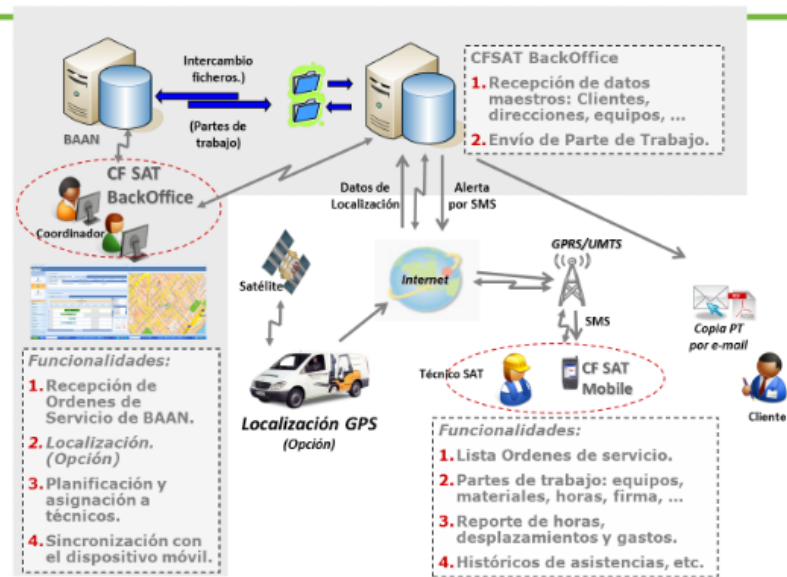 Intercambio
ficheros.)
(Partes de
trabajo)
BAAN
CFSAT BackOffice
1. Recepción de datos
maestros: Clientes,
direcciones, equipos, ...
2. Envío de Parte de Trabajo.
CF SAT
BackOffice
Coordinador
Datos de
Localización
Alerta
por SMS
Satélite
Internet
GPRS/UMTS
SMS
Copia PT
por e-mail
Cliente
Localización GPS
(Opción)
Técnico SAT
CF SAT
Mobile
Funcionalidades:
1. Recepción de
Ordenes de
Servicio de BAAN.
2. Localización.
(Opción)
3. Planificación y
asignación a
técnicos.
4. Sincronización con
el dispositivo móvil.
Funcionalidades:
1. Lista Ordenes de servicio.
2. Partes de trabajo: equipos,
materiales, horas, firma, ...
3. Reporte de horas,
desplazamientos y gastos.
4. Históricos de asistencias, etc.